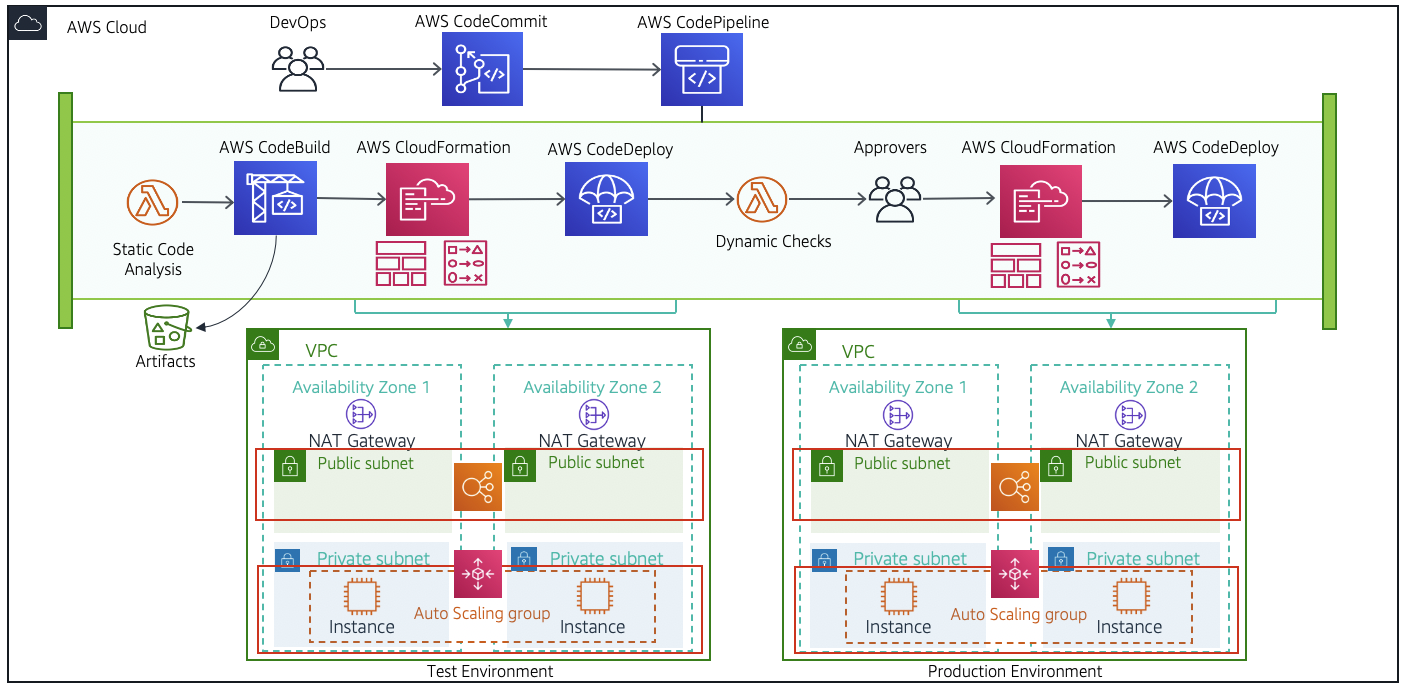 AWS Cloud
DevOps
AWS CodeCommit
AWS CodePipeline
AWS CodeBuild
AWS CloudFormation
AWS CodeDeploy
Approvers
AWS CloudFormation
AWS CodeDeploy
Static Code
Analysis
Dynamic Checks
Artifacts
VPC
Availability Zone 1
Availability Zone 2
NAT Gateway
NAT Gateway
Public subnet
Public subnet
Private subnet
Private subnet
Auto Scaling group
Instance
Instance
Test Environment
VPC
Availability Zone 1
Availability Zone 2
NAT Gateway
NAT Gateway
Public subnet
Public subnet
Private subnet
Private subnet
Auto Scaling group
Instance
Instance
Production Environment